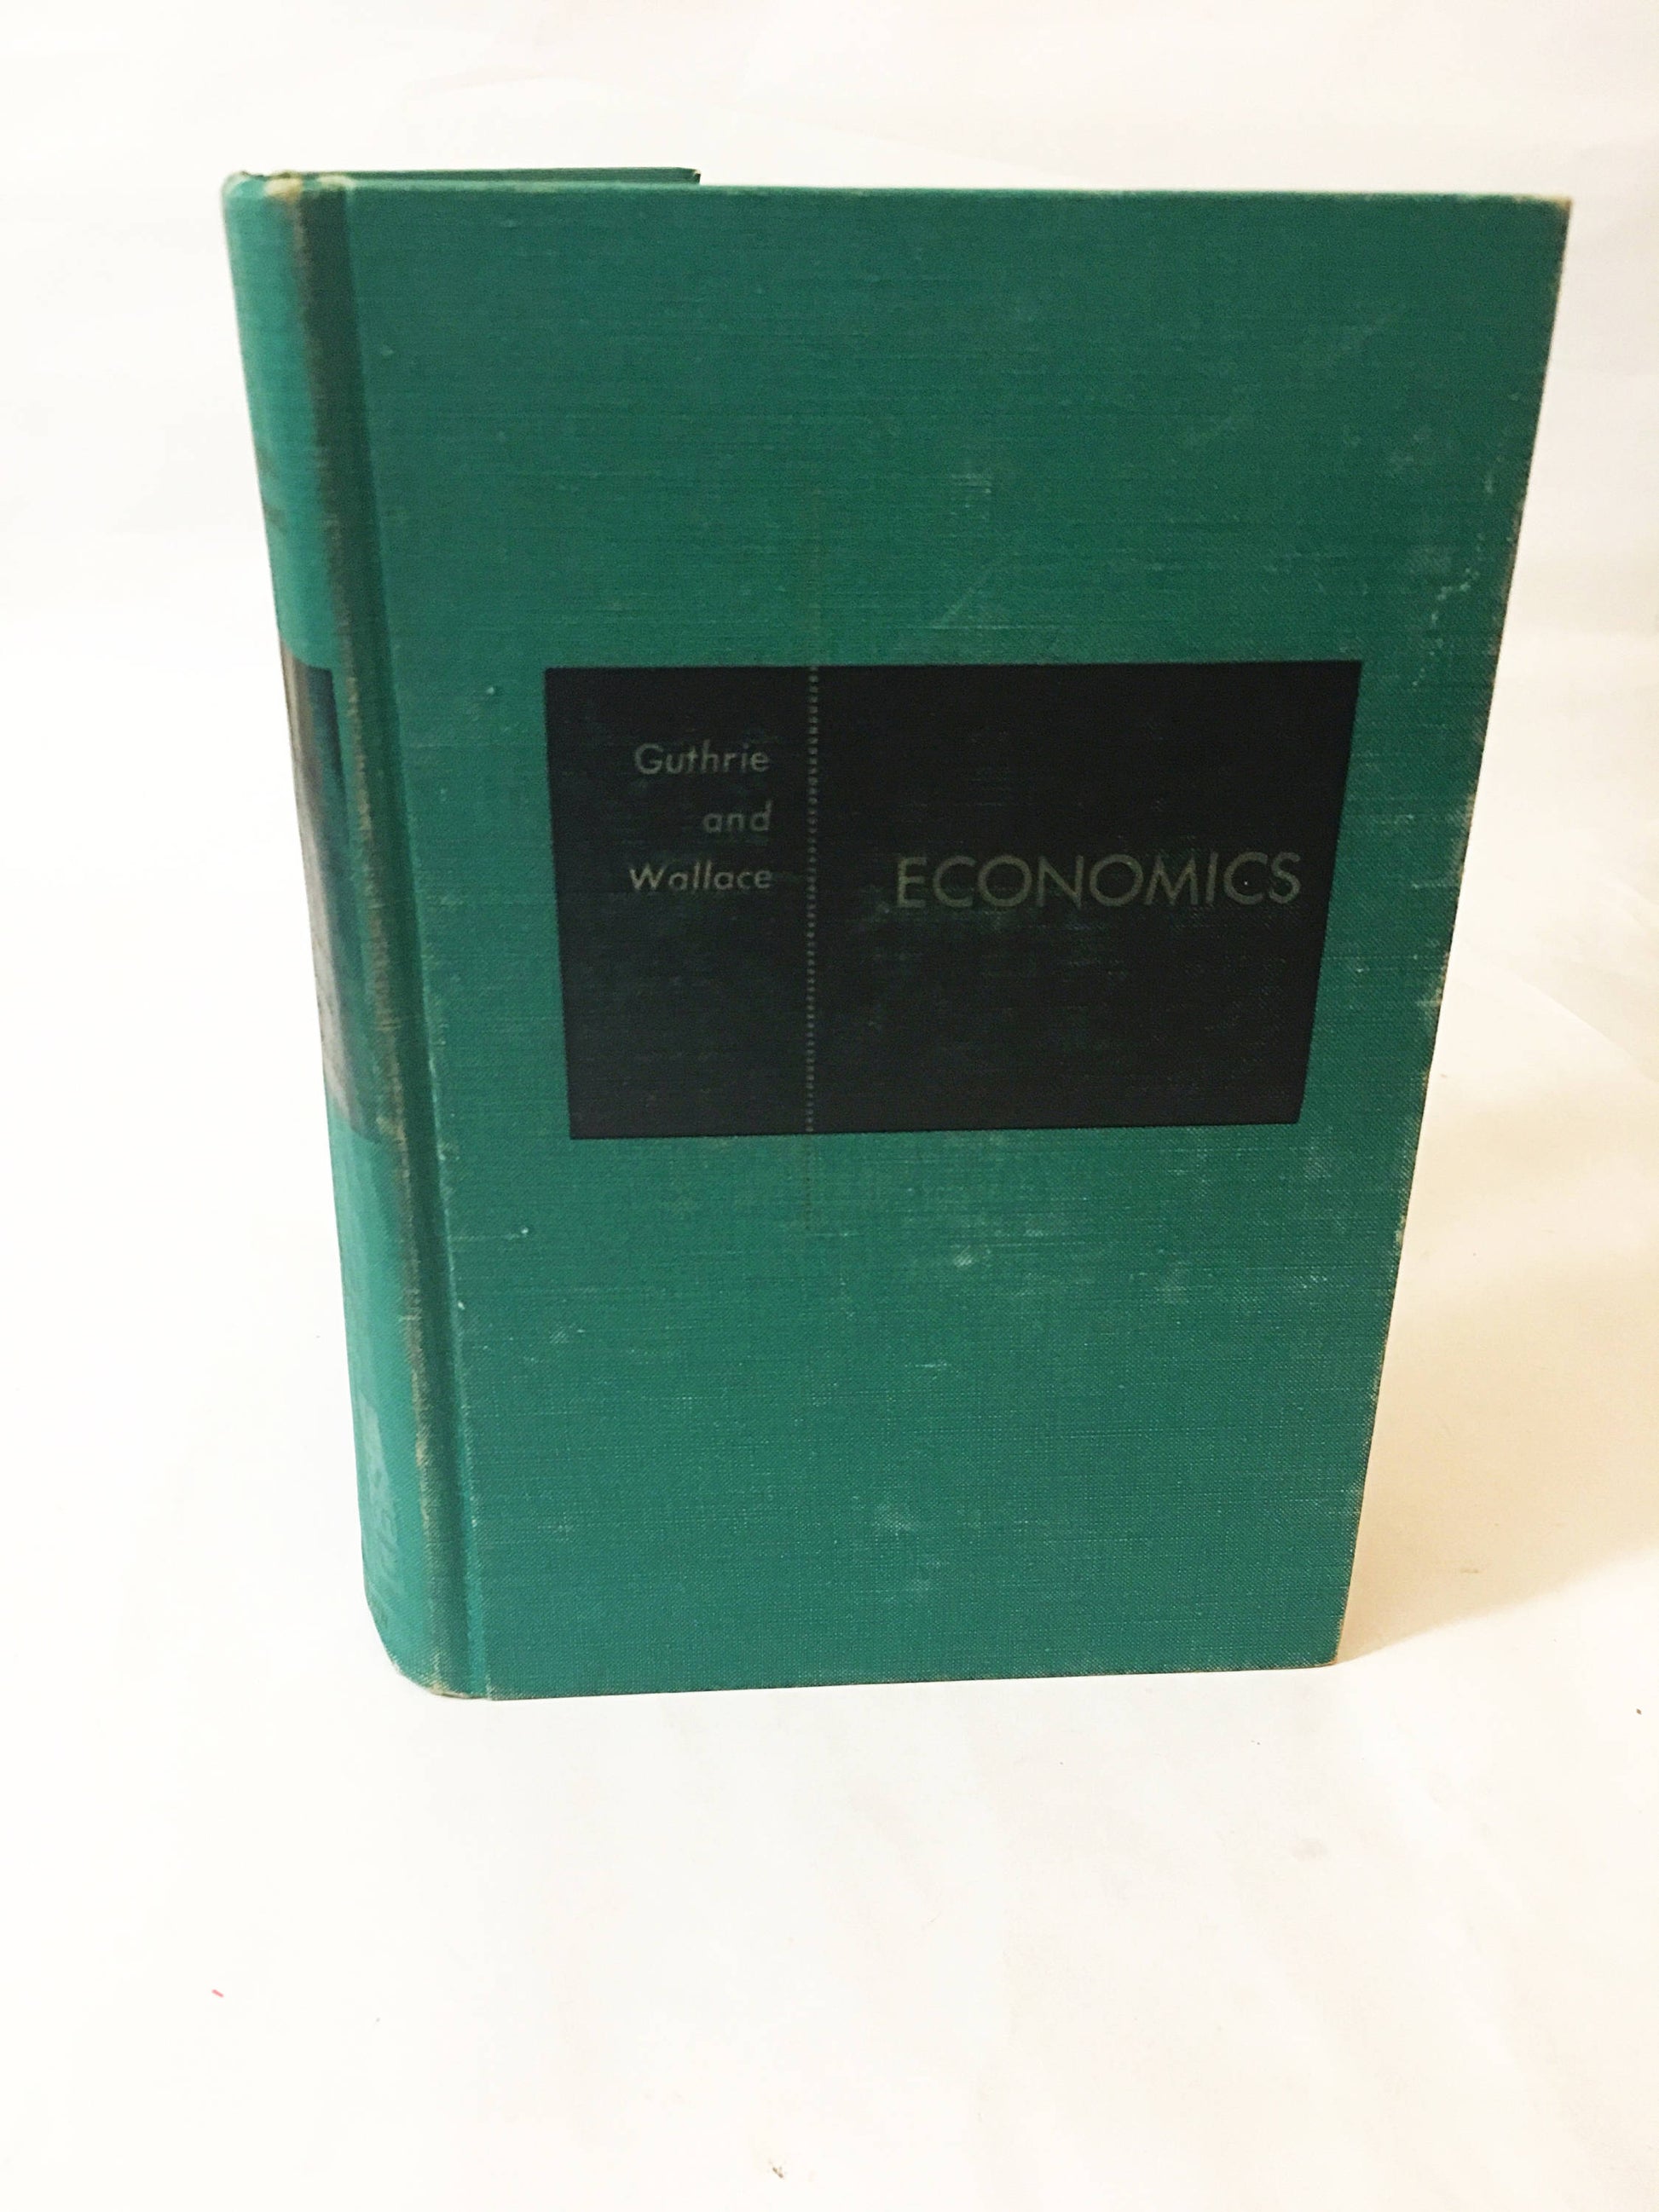 Guthrie
and
Wallace
ECONOMICS